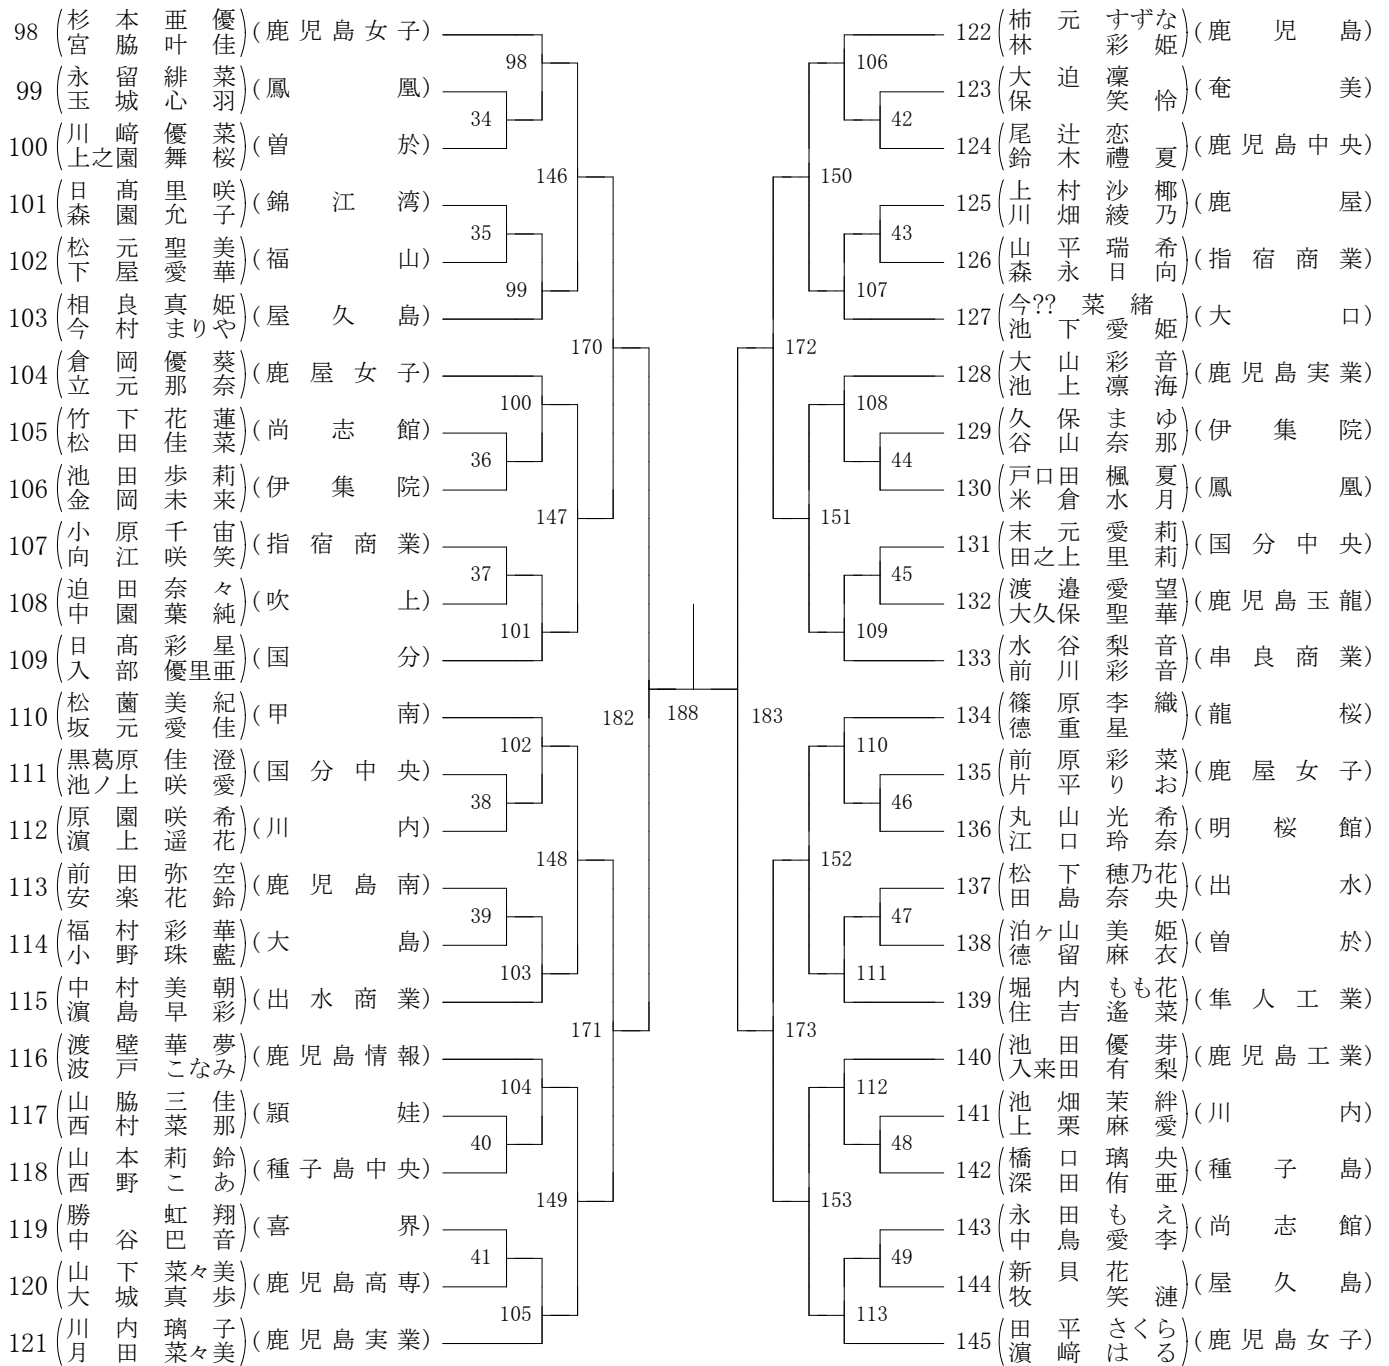 98 (杉本亜優 宮脇叶佳) (鹿児島女子)
99 (永留緋菜 玉城心羽) (鳳凰)
100 (川﨑優菜 上之園舞桜) (曽於)
101 (日髙里咲 森園允子) (錦江湾)
102 (松元聖美 下屋愛華) (福山)
103 (相良真姫 今村まりや) (屋久島)
104 (倉岡優葵 立元那奈) (鹿屋女子)
105 (竹下花蓮 松田佳菜) (尚志館)
106 (池田歩莉 金岡未来) (伊集院)
107 (小原千宙 向江咲笑) (指宿商業)
108 (迫田奈々 中園葉純) (吹上)
109 (日髙彩星 入部優里亜) (国分)
110 (松薗美紀 坂元愛佳) (甲南)
111 (黒葛原佳澄 池ノ上咲愛) (国分中央)
112 (原園咲希 濵上遥花) (川内)
113 (前田弥空 安楽花鈴) (鹿児島南)
114 (福村彩華 小野珠藍) (大島)
115 (中村美朝 濵島早彩) (出水商業)
116 (渡壁華夢 波戸こなみ) (鹿児島情報)
117 (山脇三佳 西村菜那) (頴娃)
118 (山本莉鈴 西野こあ) (種子島中央)
119 (勝虹翔 中谷巴音) (喜界)
120 (山下菜々美 大城真歩) (鹿児島高専)
121 (川内璃子 月田菜々美) (鹿児島実業)
98
34
146
35
99
170
100
36
147
37
101
182
102
38
148
39
103
171
104
40
149
41
105
188
183
106
42
150
43
107
172
108
44
151
45
109
110
46
152
47
111
173
112
48
153
49
113
122 (柿元すずな 林彩姫) (鹿児島)
123 (大迫凜 保笑怜) (奄美)
124 (尾辻恋 鈴木禮夏) (鹿児島中央)
125 (上村沙椰 川畑綾乃) (鹿屋)
126 (山平瑞希 森永日向) (指宿商業)
127 (今??菜緒 池下愛姫) (大口)
128 (大山彩音 池上凛海) (鹿児島実業)
129 (久保まゆ 谷山奈那) (伊集院)
130 (戸口田楓夏 米倉水月) (鳳凰)
131 (末元愛莉 田之上里莉) (国分中央)
132 (渡邉愛望 大久保聖華) (鹿児島玉龍)
133 (水谷梨音 前川彩音) (串良商業)
134 (篠原李織 德重星) (龍桜)
135 (前原彩菜 片平りお) (鹿屋女子)
136 (丸山光希 江口玲奈) (明桜館)
137 (松下穂乃花 田島奈央) (出水)
138 (泊ヶ山美姫 德留麻衣) (曽於)
139 (堀内もも花 住吉遙菜) (隼人工業)
140 (池田優芽 入来田有梨) (鹿児島工業)
141 (池畑茉絆 上栗麻愛) (川内)
142 (橋口璃央 深田侑亜) (種子島)
143 (永田もえ 中鳥愛李) (尚志館)
144 (新貝花 牧笑漣) (屋久島)
145 (田平さくら 濵﨑はる) (鹿児島女子)